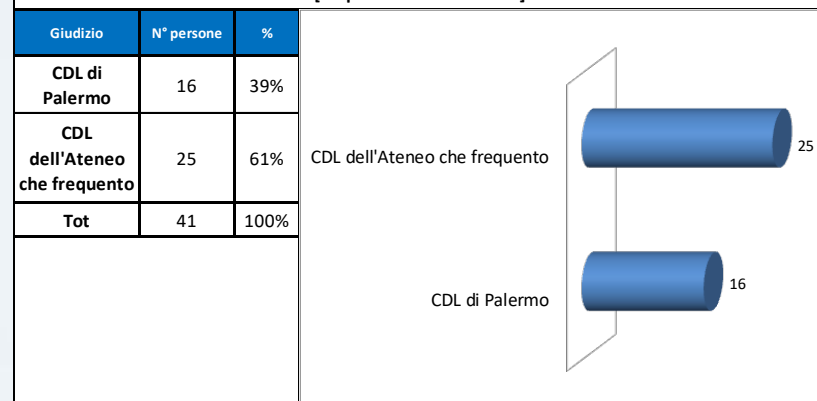 Giudizio N° persone %
CDL di
Palermo
16 39%
CDL
dell'Ateneo
che frequento
25 61%
Tot 41 100%
CDL dell'Ateneo che frequento
25
CDL di Palermo
16